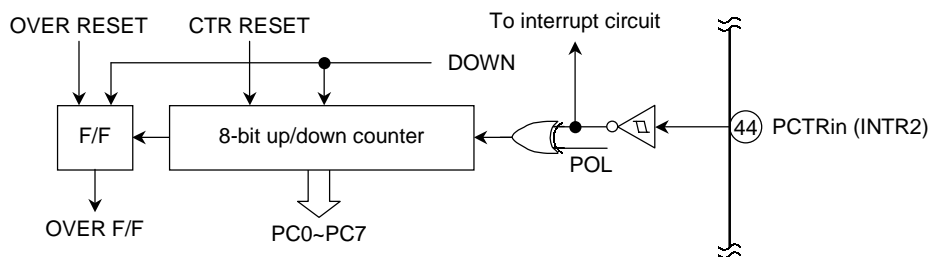 To interrupt circuit
OVER RESET
CTR RESET
DOWN
F/F
8-bit up/down counter
44
PCTRin (INTR2)
POL
OVER F/F
PC0~PC7